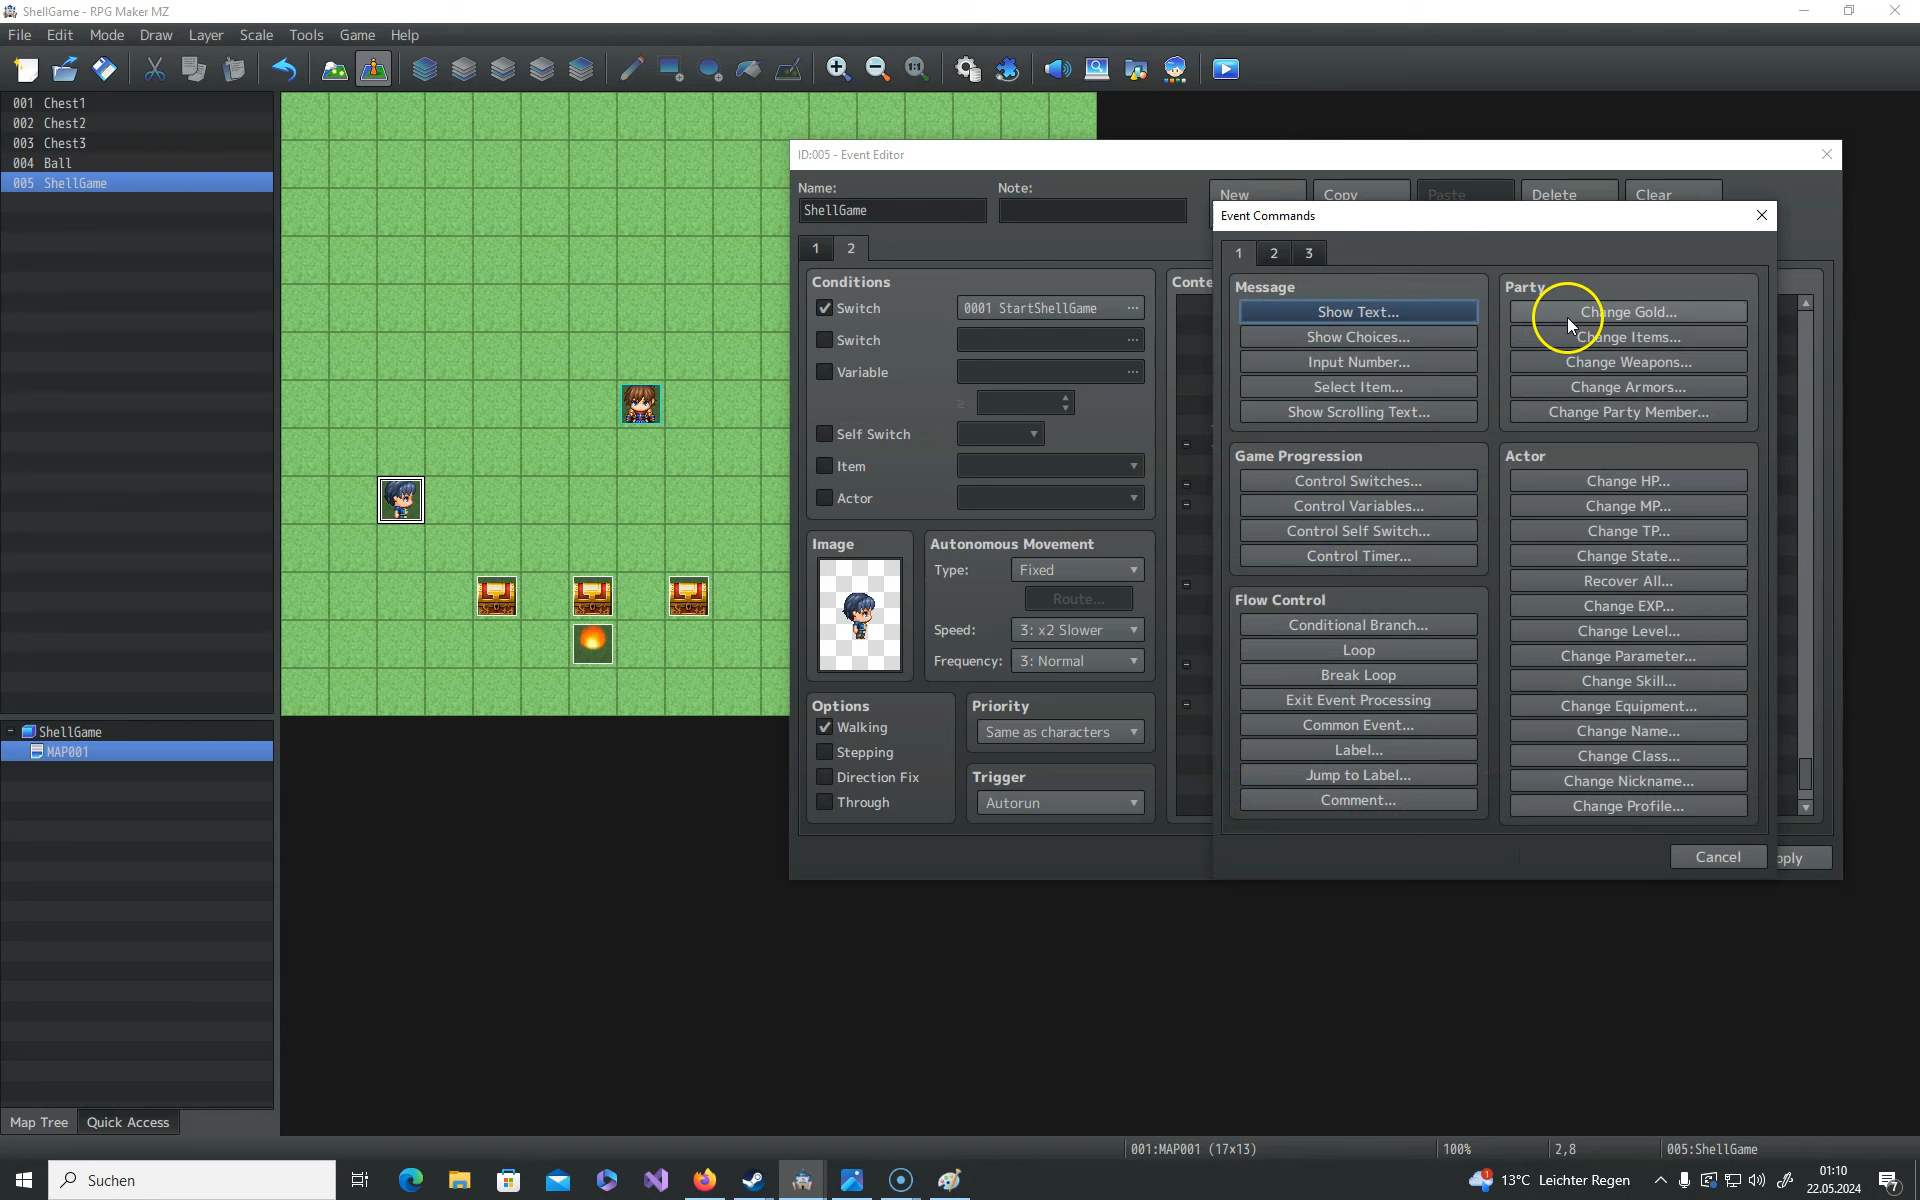 ShellGame - RPG Maker MZ
File Edit Mode Draw Layer Scale Tools Game Help
1:1
001 Chest1
002 Chest2
003 Chest3
004 Ball
005 ShellGame
ID:005 - Event Editor
Name:
Note:
ShellGame
New
Copy
Paste
Delete
Clear
1 2
Conditions
Switch
0001 StartShellGame ...
Switch
...
Variable
...
≥
Self Switch
Item
Actor
Image
Autonomous Movement
Type:
Fixed
Route...
Speed:
3: x2 Slower
Frequency:
3: Normal
Options
Walking
Stepping
Direction Fix
Through
Priority
Same as characters
Trigger
Autorun
Conte
Event Commands
1 2 3
Message
Show Text...
Show Choices...
Input Number...
Select Item...
Show Scrolling Text...
Game Progression
Control Switches...
Control Variables...
Control Self Switch...
Control Timer...
Flow Control
Conditional Branch...
Loop
Break Loop
Exit Event Processing
Common Event...
Label...
Jump to Label...
Comment...
Party
Change Gold...
Change Items...
Change Weapons...
Change Armors...
Change Party Member...
Actor
Change HP...
Change MP...
Change TP...
Change State...
Recover All...
Change EXP...
Change Level...
Change Parameter...
Change Skill...
Change Equipment...
Change Name...
Change Class...
Change Nickname...
Change Profile...
Cancel
pply
ShellGame
MAP001
Map Tree
Quick Access
001:MAP001 (17x13)
100%
2,8
005:ShellGame
Suchen
1
13°C Leichter Regen
01:10
22.05.2024
7